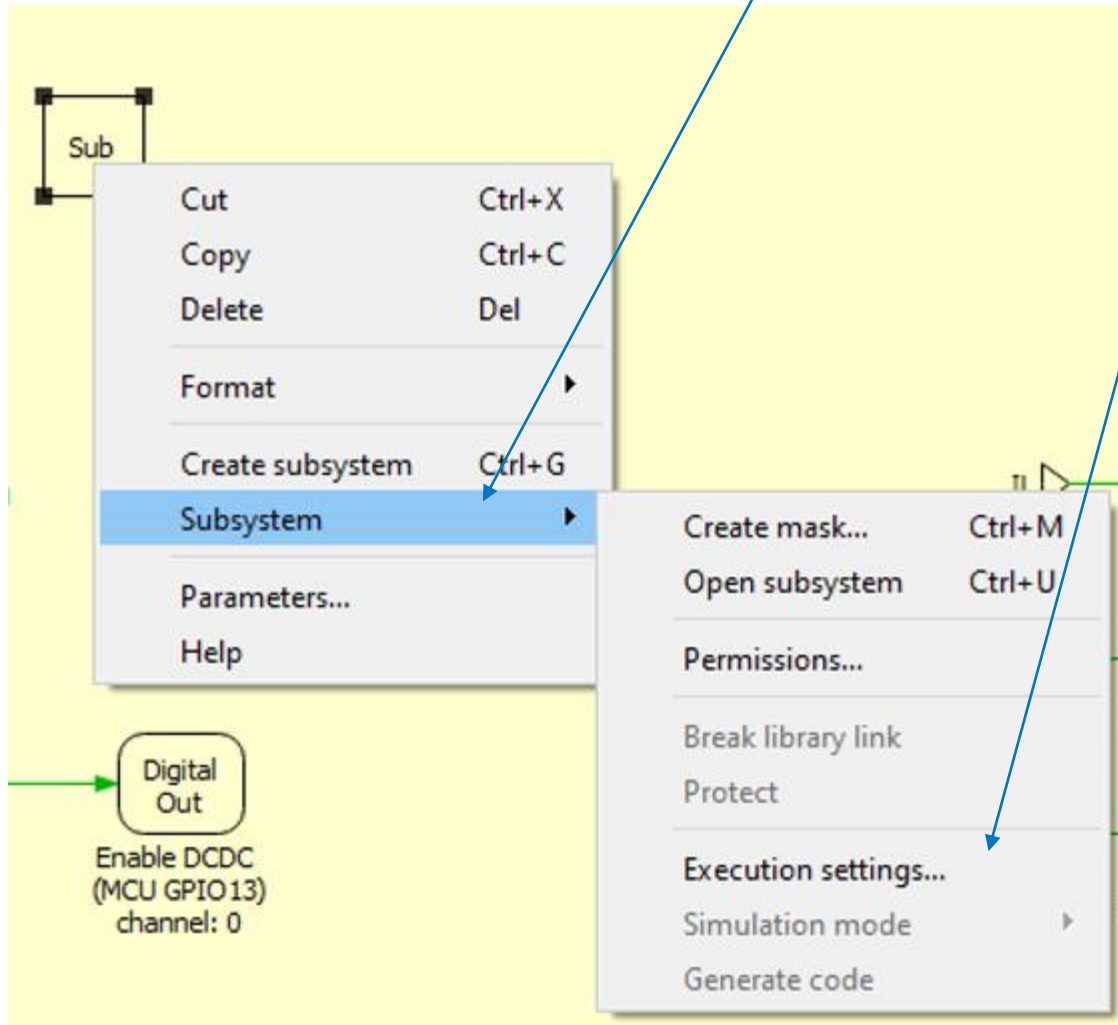 Sub
Cut Ctrl+X
Copy Ctrl+C
Delete Del
Format
Create subsystem Ctrl+G
Subsystem
Parameters...
Help
Create mask... Ctrl+M
Open subsystem Ctrl+U
Permissions...
Break library link
Protect
Execution settings...
Simulation mode
Generate code
Digital
Out
Enable DCDC
(MCU GPIO13)
channel: 0